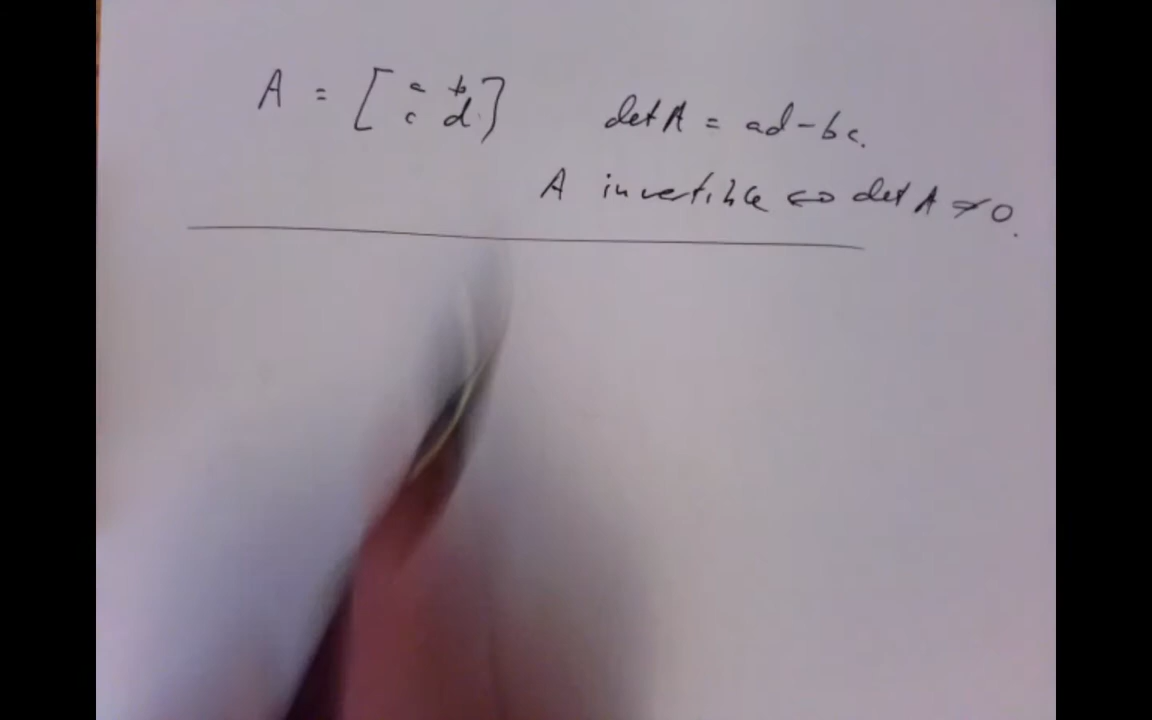 A = [ a b
c d ] det A = ad - bc.
A invertible ⇔ det A ≠ 0.